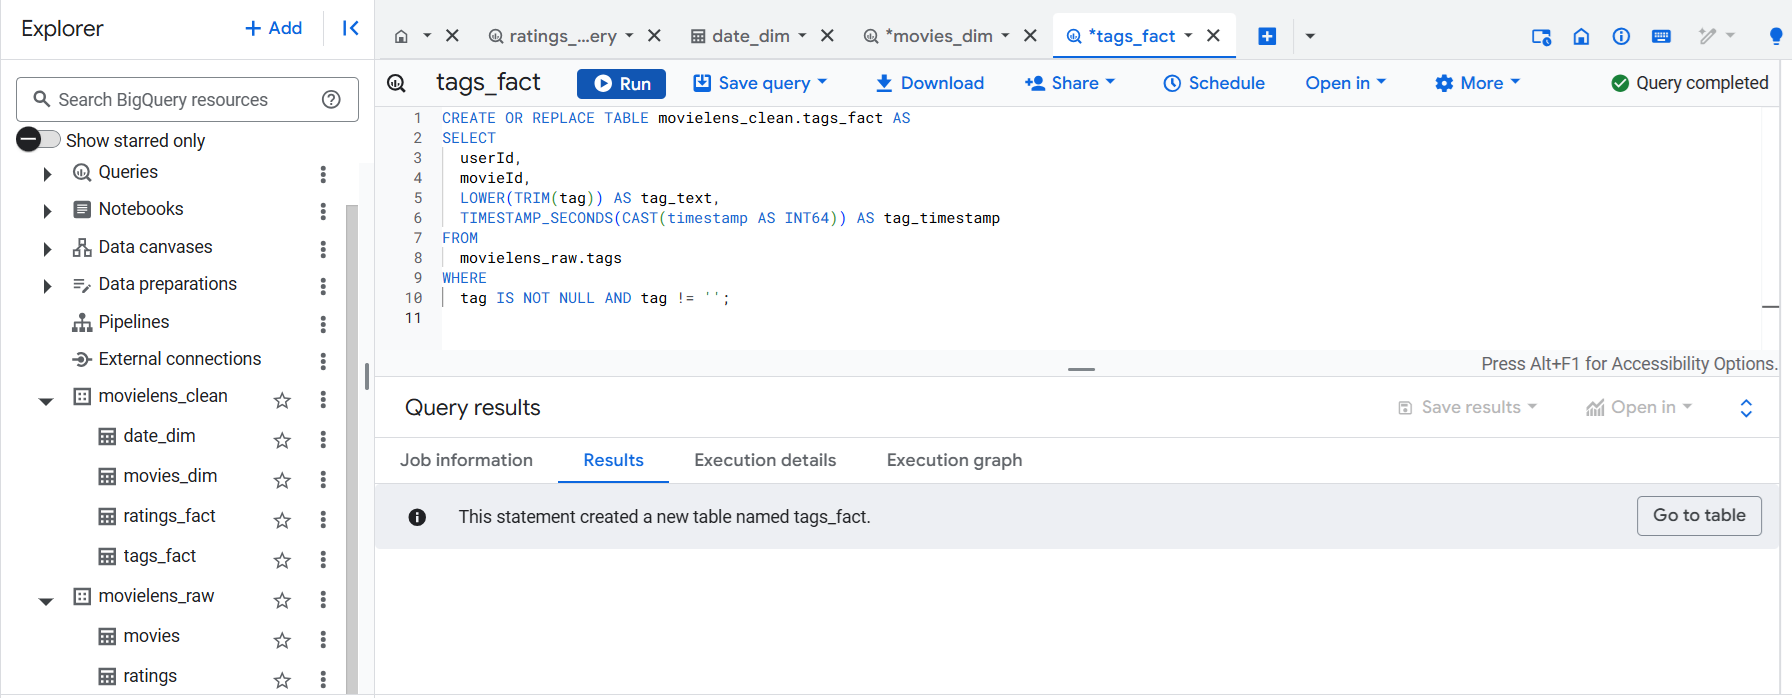 Explorer
+ Add
Search BigQuery resources
Show starred only
Queries
Notebooks
Data canvases
Data preparations
Pipelines
External connections
movielens_clean
date_dim
movies_dim
ratings_fact
tags_fact
movielens_raw
movies
ratings
ratings_...ery
date_dim
*movies_dim
*tags_fact
tags_fact
Run
Save query
Download
Share
Schedule
Open in
More
Query completed
1 CREATE OR REPLACE TABLE movielens_clean.tags_fact AS
2 SELECT
3 userId,
4 movieId,
5 LOWER(TRIM(tag)) AS tag_text,
6 TIMESTAMP_SECONDS(CAST(timestamp AS INT64)) AS tag_timestamp
7 FROM
8 movielens_raw.tags
9 WHERE
10 tag IS NOT NULL AND tag != '';
11
Press Alt+F1 for Accessibility Options.
Query results
Save results
Open in
Job information
Results
Execution details
Execution graph
This statement created a new table named tags_fact.
Go to table